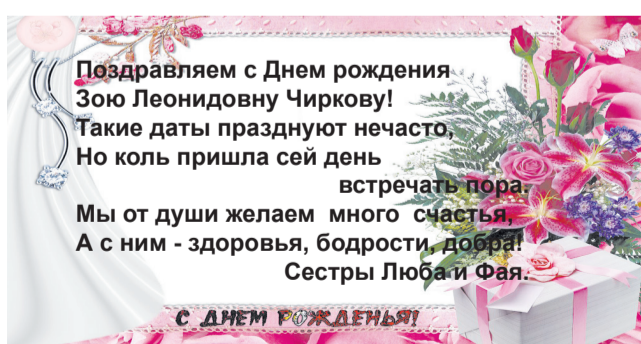 Поздравляем с Днем рождения
Зою Леонидовну Чиркову!
Такие даты празднуют нечасто,
Но коль пришла сей день
встречать пора.
Мы от души желаем много счастья,
А с ним - здоровья, бодрости, добра!
Сестры Люба и Фая.
С ДНЕМ РОЖДЕНЬЯ!